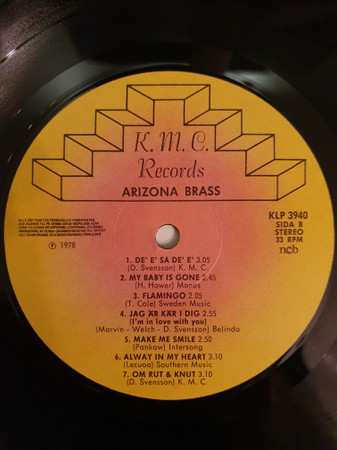 K. M. C.
Records
ARIZONA BRASS
KLP 3940
SIDA B
STEREO
33 RPM
ncb
℗ 1978
1. DE' E' SA DE' E' 3.05
(D. Svensson) K. M. C.
2. MY BABY IS GONE 2.45
(H. Hower) Manus
3. FLAMINGO 2.05
(T. Cole) Sweden Music
4. JAG ÄR KÄR I DIG 2.55
(I'm in love with you)
(Marvin - Welch - D. Svensson) Belinda
5. MAKE ME SMILE 2.50
(Pankow) Intersong
6. ALWAY IN MY HEART 3.10
(Lecuoa) Southern Music
7. OM RUT & KNUT 3.10
(D. Svensson) K. M. C.